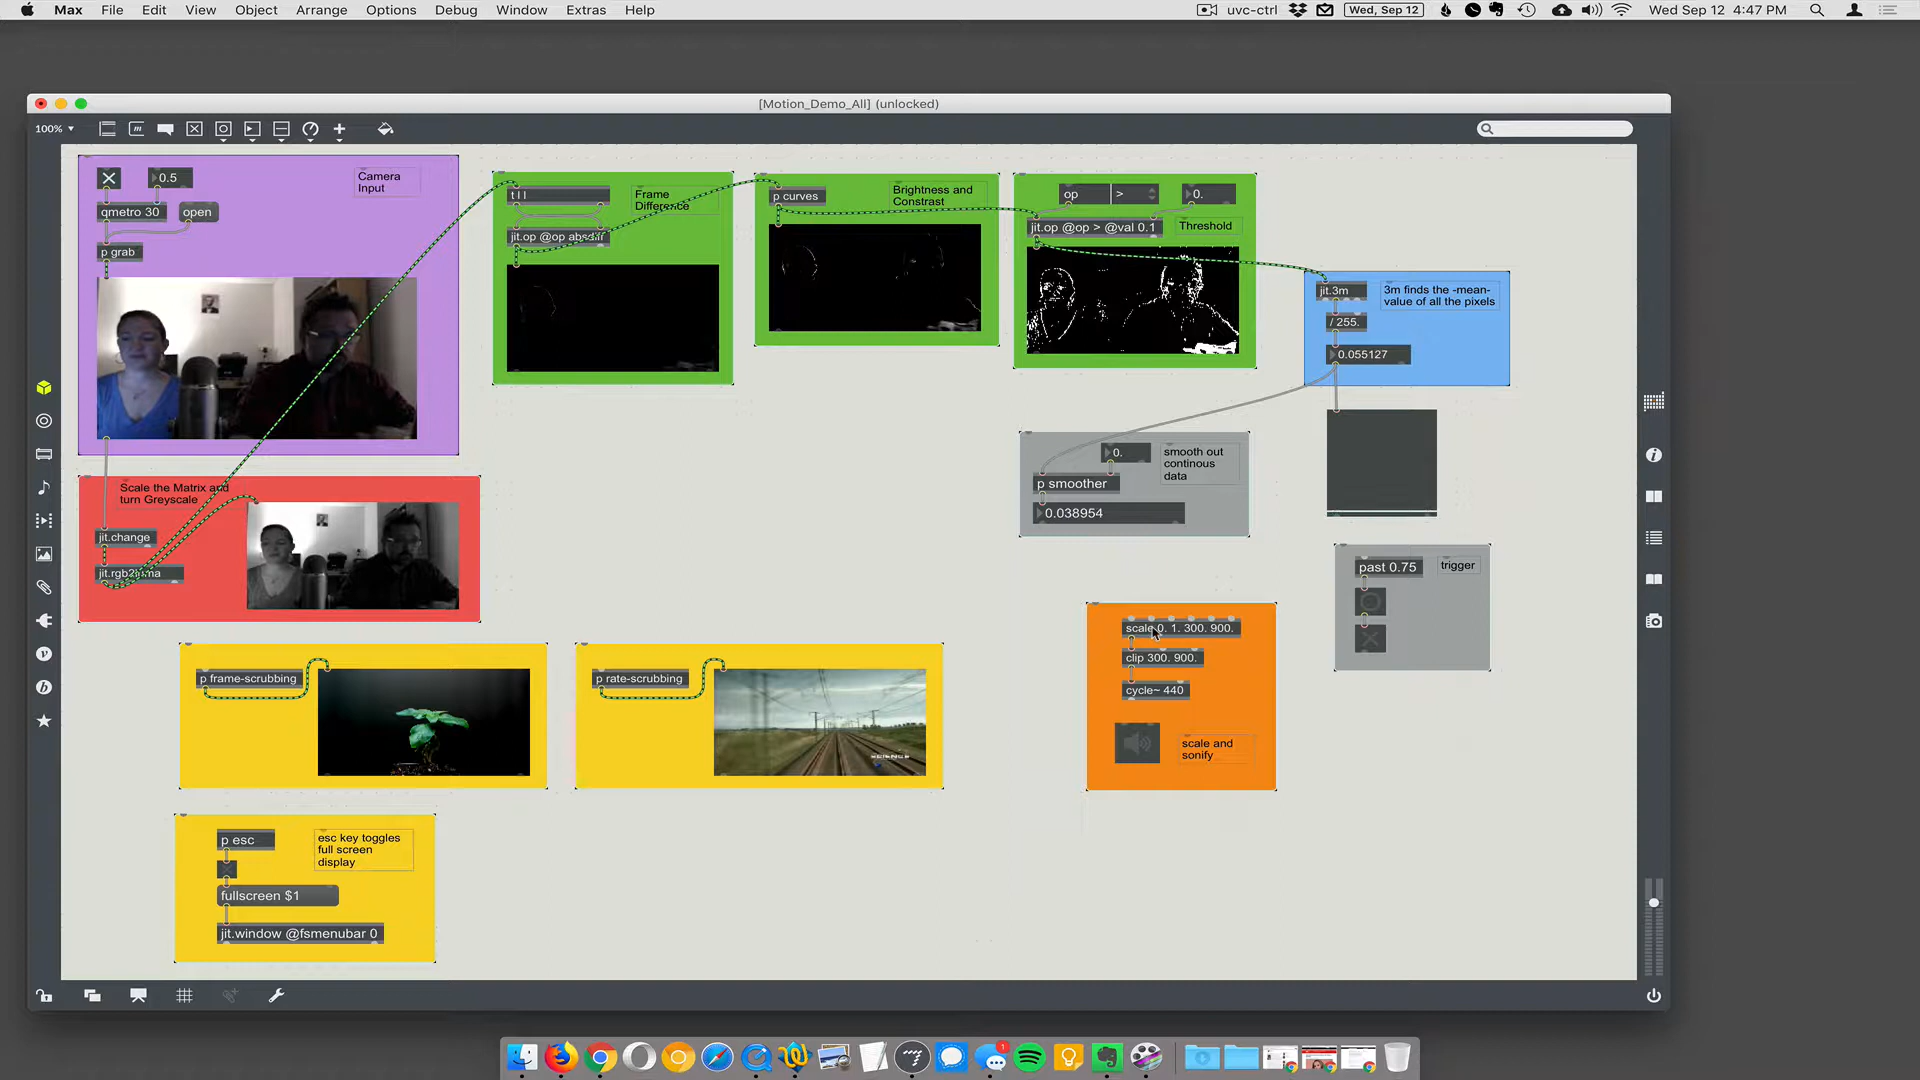 Max File Edit View Object Arrange Options Debug Window Extras Help
uvc-ctrl Wed, Sep 12 Wed Sep 12 4:47 PM
[Motion_Demo_All] (unlocked)
100%
0.5
Camera
Input
qmetro 30 open
p grab
t l l
Frame
Difference
jit.op @op absdiff
p curves
Brightness and
Constrast
op > 0.
jit.op @op > @val 0.1
Threshold
jit.3m
3m finds the -mean-
value of all the pixels
/ 255.
0.055127
0.
smooth out
continous
data
p smoother
0.038954
Scale the Matrix and
turn Greyscale
jit.change
jit.rgb2luma
past 0.75
trigger
scale 0. 1. 300. 900.
clip 300. 900.
cycle~ 440
scale and
sonify
p frame-scrubbing
p rate-scrubbing
SCIENCE
p esc
esc key toggles
full screen
display
fullscreen $1
jit.window @fsmenubar 0
1